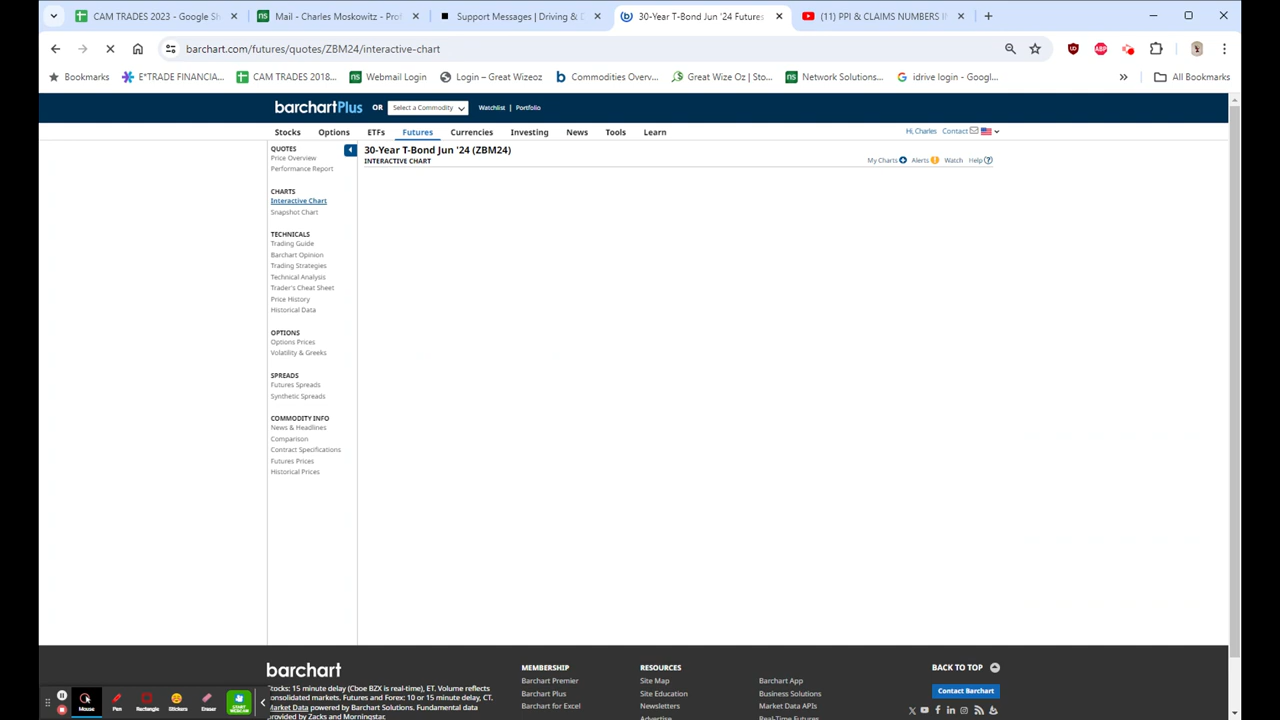 CAM TRADES 2023 - Google Sh
Mail - Charles Moskowitz - Pro
Support Messages | Driving & D
30-Year T-Bond Jun '24 Futures
(11) PPI & CLAIMS NUMBERS I
barchart.com/futures/quotes/ZBM24/interactive-chart
Bookmarks
E*TRADE FINANCIA...
CAM TRADES 2018...
Webmail Login
Login – Great Wizeoz
Commodities Overv...
Great Wize Oz | Sto...
Network Solutions...
idrive login - Googl...
All Bookmarks
barchartPlus OR Select a Commodity Watchlist | Portfolio
Stocks Options ETFs Futures Currencies Investing News Tools Learn
Hi, Charles Contact
QUOTES
Price Overview
Performance Report
CHARTS
Interactive Chart
Snapshot Chart
TECHNICALS
Trading Guide
Barchart Opinion
Trading Strategies
Technical Analysis
Trader's Cheat Sheet
Price History
Historical Data
OPTIONS
Options Prices
Volatility & Greeks
SPREADS
Futures Spreads
Synthetic Spreads
COMMODITY INFO
News & Headlines
Comparison
Contract Specifications
Futures Prices
Historical Prices
30-Year T-Bond Jun '24 (ZBM24)
INTERACTIVE CHART
My Charts Alerts Watch Help
barchart
Stocks: 15 minute delay (Cboe BZX is real-time), ET. Volume reflects
consolidated markets. Futures and Forex: 10 or 15 minute delay, CT.
Market Data powered by Barchart Solutions. Fundamental data
provided by Zacks and Morningstar.
MEMBERSHIP
Barchart Premier
Barchart Plus
Barchart for Excel
RESOURCES
Site Map
Site Education
Newsletters
Advertise
Barchart App
Business Solutions
Market Data APIs
Real-Time Futures
BACK TO TOP
Contact Barchart
Mouse Pen Rectangle Stickers Eraser